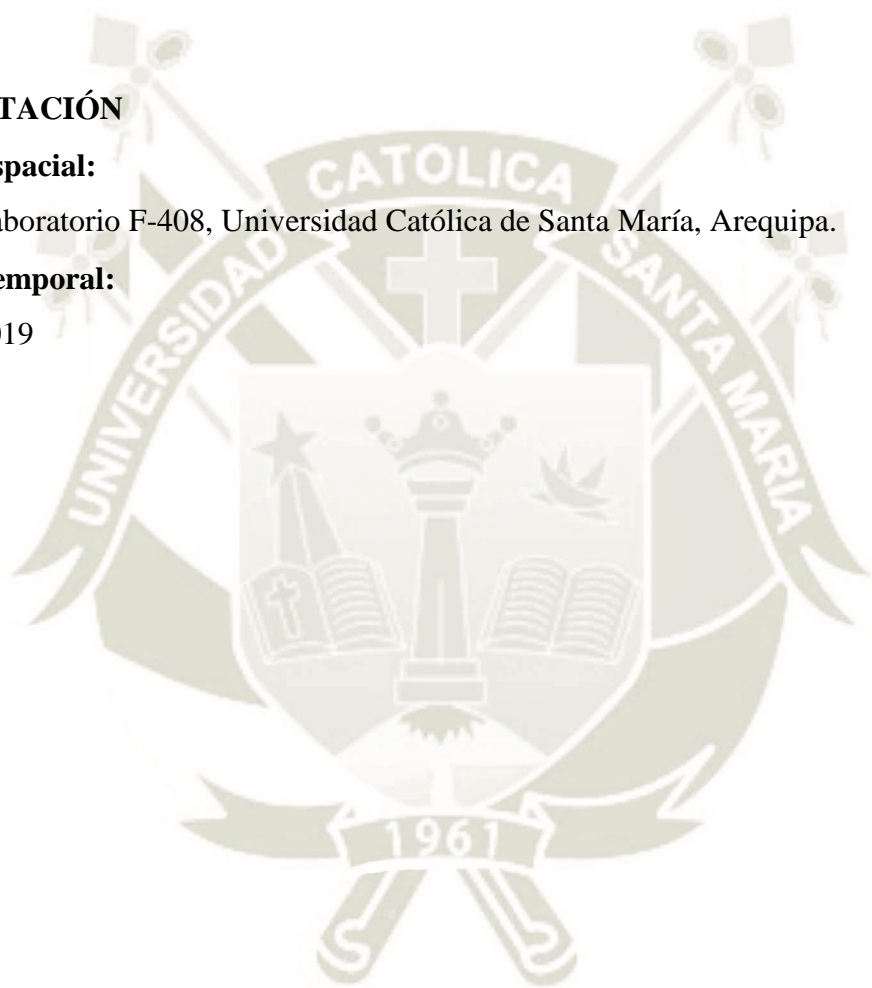 TACIÓN
spacial:
aboratorio F-408, Universidad Católica de Santa María, Arequipa.
emporal:
019
UNIVERSIDAD CATOLICA SANTA MARIA
1961